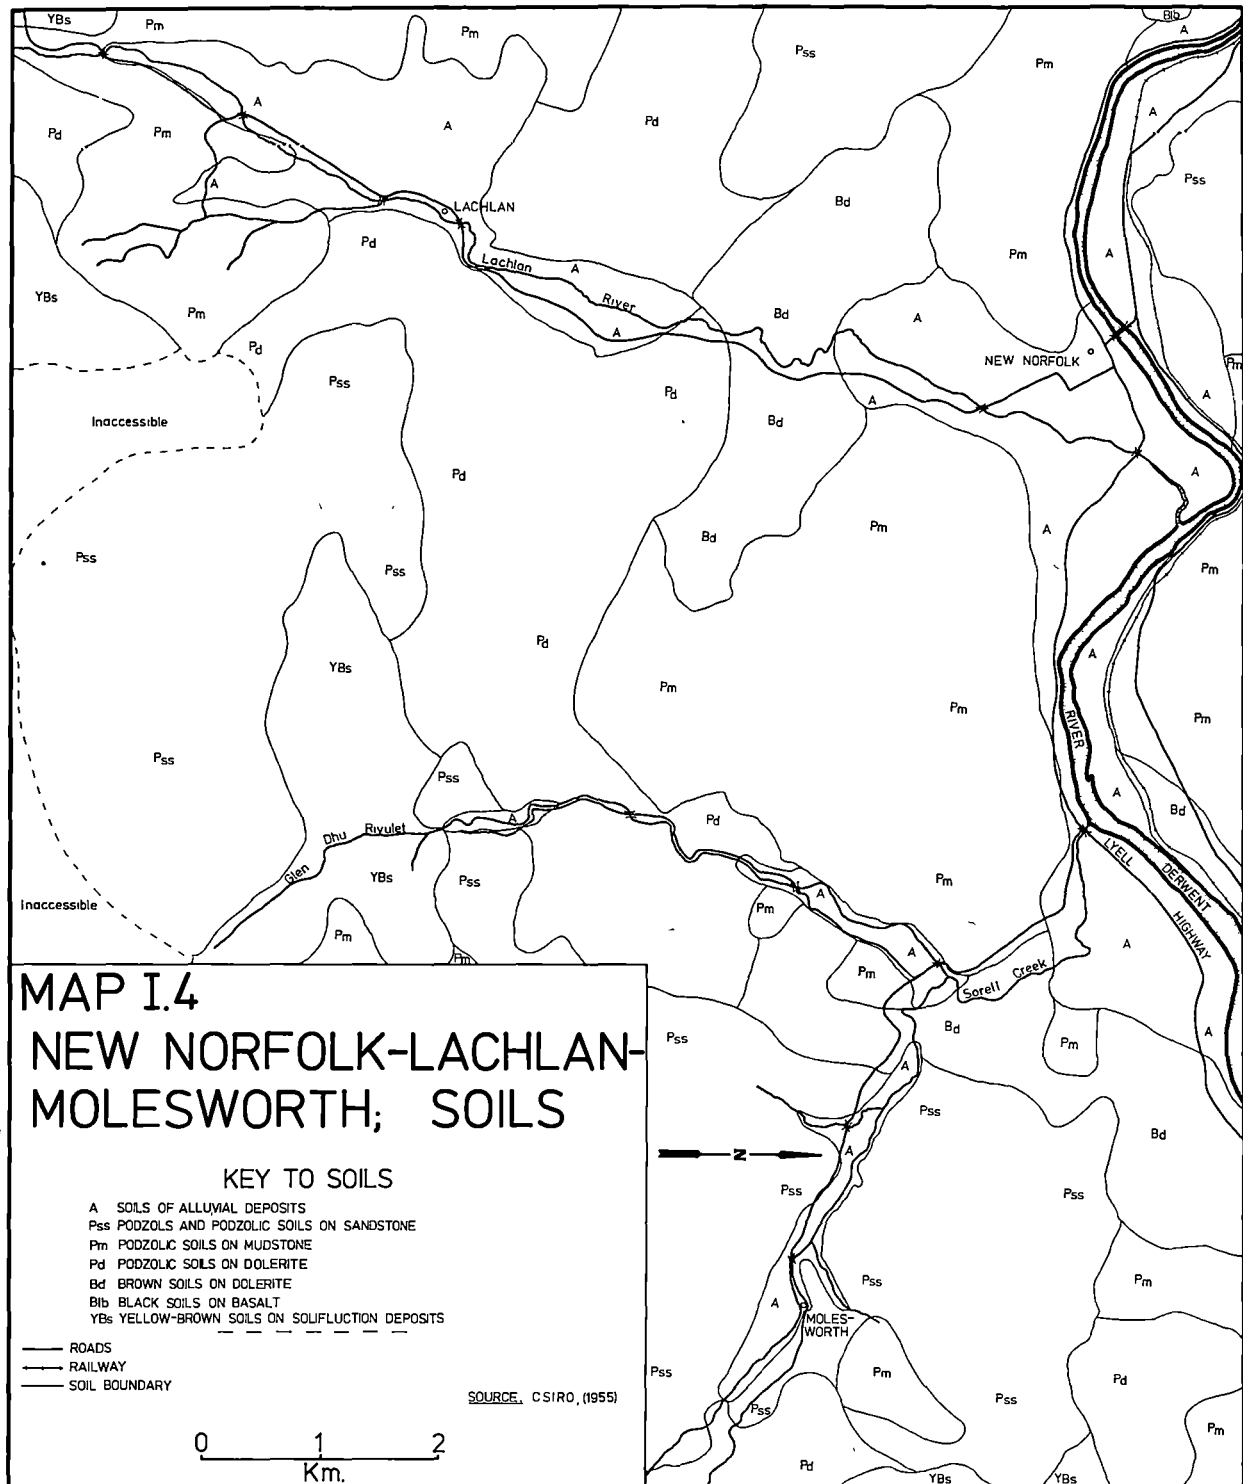 YBs
Pm
Pm
Pss
Blb
A
Pm
A
A
Pd
Pm
A
Pd
Pss
A
Bd
LACHLAN
Pd
Lachlan
A
River
Pm
A
YBs
Pm
A
Bd
A
Pd
NEW NORFOLK
Pm
Pss
Pd
A
A
Inaccessible
Bd
Pd
A
Pm
A
Bd
Pss
Pss
Pm
YBs
Pd
A
Pm
Pm
RIVER
Pm
Pss
Pss
A
Bd
Glen Dhu Rivulet
A
Pd
LYELL HIGHWAY
DERWENT
YBs
Pss
Pm
A
Pm
Inaccessible
Pm
Pm
A
Pm
Sorell Creek
A
Pss
Bd
Pm
A
A
Pss
Bd
N
A
Pss
Pss
Pss
Pm
A
MOLES-
WORTH
Pss
Pm
Pd
Pss
Pss
Pm
Pd
YBs
YBs
MAP I.4
NEW NORFOLK-LACHLAN-
MOLESWORTH; SOILS
KEY TO SOILS
A SOILS OF ALLUVIAL DEPOSITS
Pss PODZOLS AND PODZOLIC SOILS ON SANDSTONE
Pm PODZOLIC SOILS ON MUDSTONE
Pd PODZOLIC SOILS ON DOLERITE
Bd BROWN SOILS ON DOLERITE
Blb BLACK SOILS ON BASALT
YBs YELLOW-BROWN SOILS ON SOLIFLUCTION DEPOSITS
ROADS
RAILWAY
SOIL BOUNDARY
SOURCE, CSIRO, (1955)
0 1 2
Km.